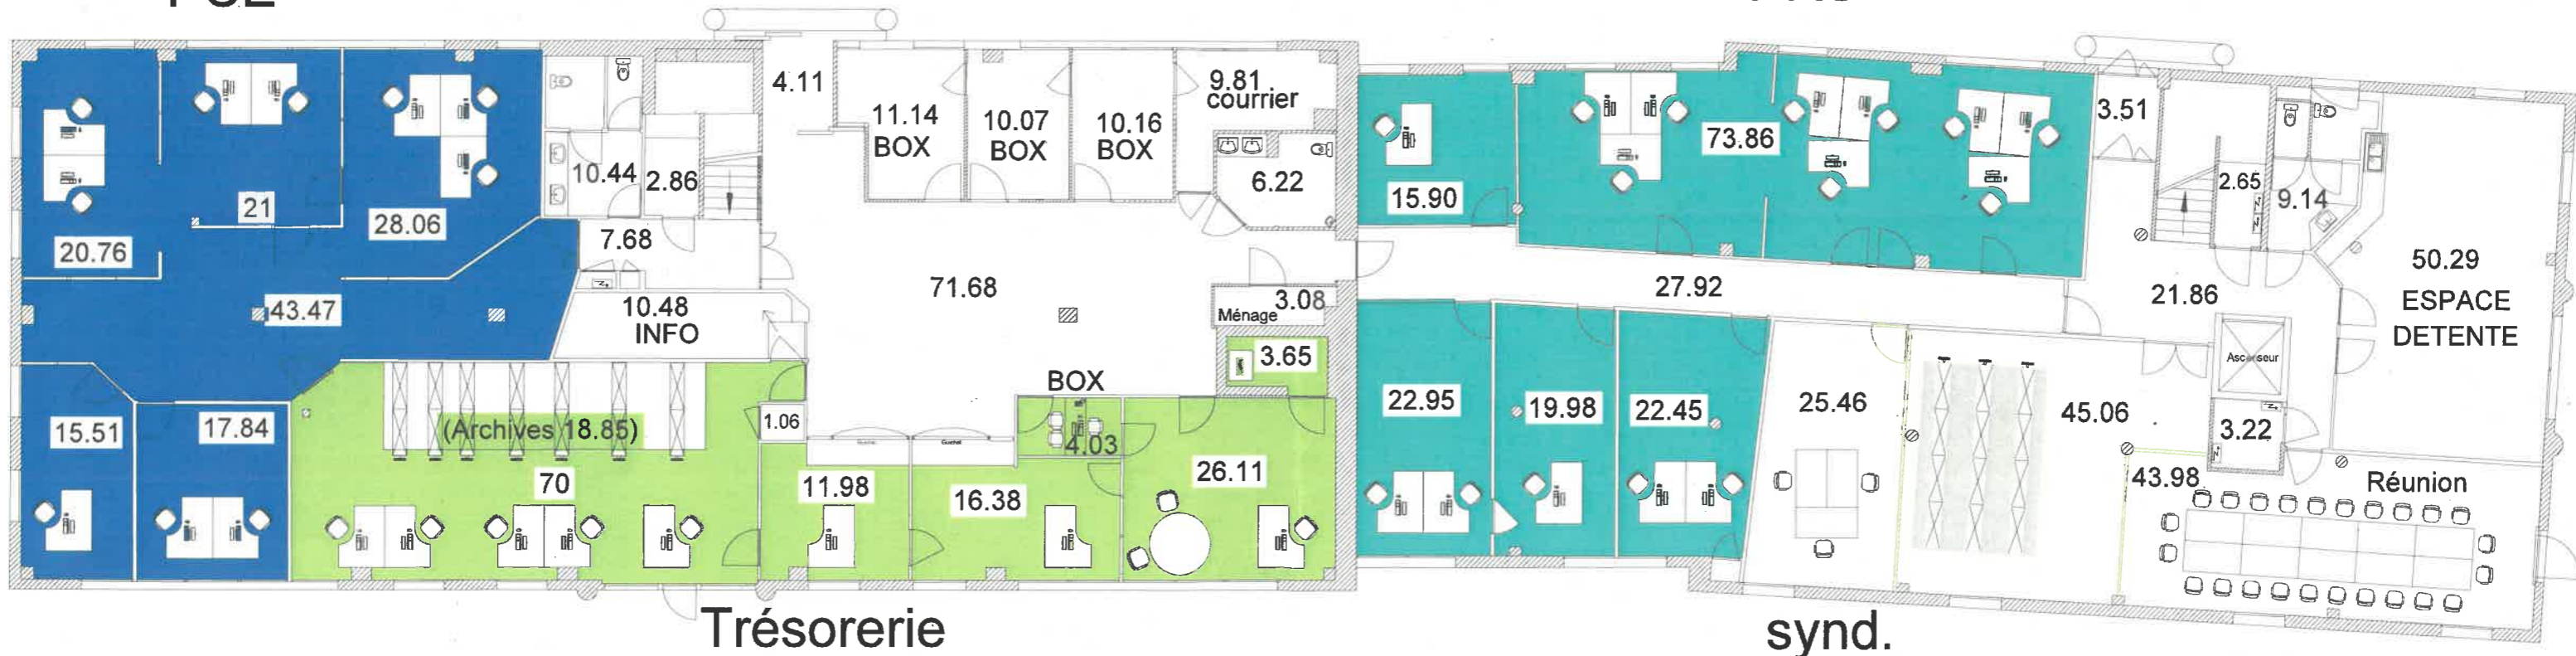 4.11
11.14
BOX
10.07
BOX
10.16
BOX
9.81
courrier
6.22
10.44
2.86
7.68
20.76
21
28.06
43.47
10.48
INFO
71.68
3.08
Ménage
3.65
BOX
15.51
17.84
(Archives 18.85)
70
1.06
Guichet
11.98
16.38
4.03
26.11
15.90
73.86
3.51
2.65
9.14
50.29
ESPACE
DETENTE
27.92
21.86
Ascenseur
22.95
19.98
22.45
25.46
45.06
3.22
43.98
Réunion
Trésorerie
synd.